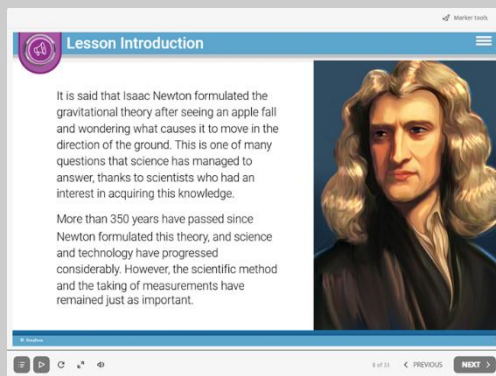 Marker tools
Lesson Introduction
It is said that Isaac Newton formulated the
gravitational theory after seeing an apple fall
and wondering what causes it to move in the
direction of the ground. This is one of many
questions that science has managed to
answer, thanks to scientists who had an
interest in acquiring this knowledge.
More than 350 years have passed since
Newton formulated this theory, and science
and technology have progressed
considerably. However, the scientific method
and the taking of measurements have
remained just as important.
PREVIOUS
NEXT